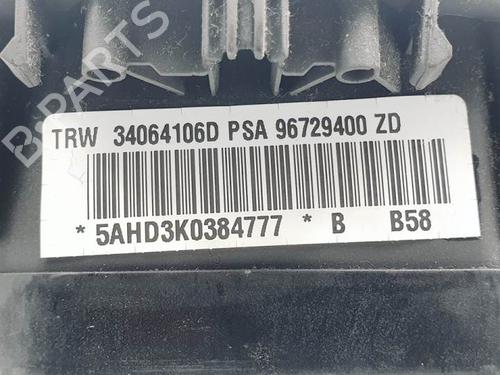 B-PARTS
TRW 34064106D PSA 96729400 ZD
* 5AHD3K0384777 * B B58